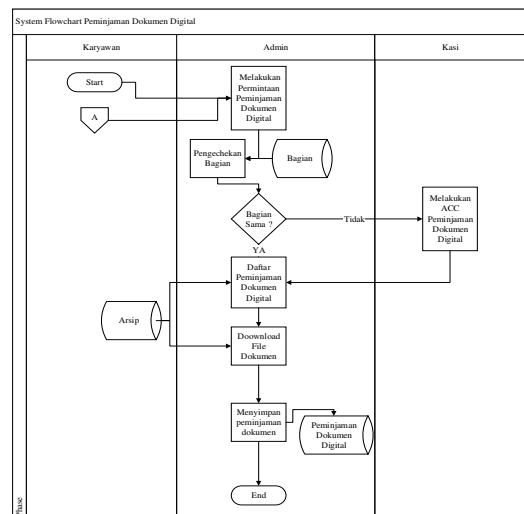 System Flowchart Peminjaman Dokumen Digital
Karyawan
Admin
Kasi
Start
Melakukan
Permintaan
Peminjaman
Dokumen
Digital
A
Pengechekan
Bagian
Bagian
Bagian
Sama ?
Tidak
Melakukan
ACC
Peminjaman
Dokumen
Digital
YA
Daftar
Peminjaman
Dokumen
Digital
Arsip
Doownload
File
Dokumen
Menyimpan
peminjaman
dokumen
Peminjaman
Dokumen
Digital
End
Phase